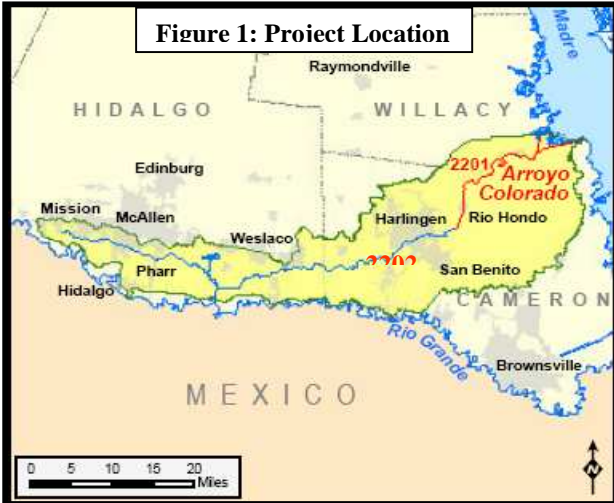 Figure 1: Project Location
Madre
Raymondville
HIDALGO
WILLACY
Edinburg
2201
Arroyo
Colorado
Mission
McAllen
Harlingen
Rio Hondo
Weslaco
2202
Pharr
San Benito
Hidalgo
CAMERON
Rio Grande
Brownsville
MEXICO
0 5 10 15 20
Miles
N